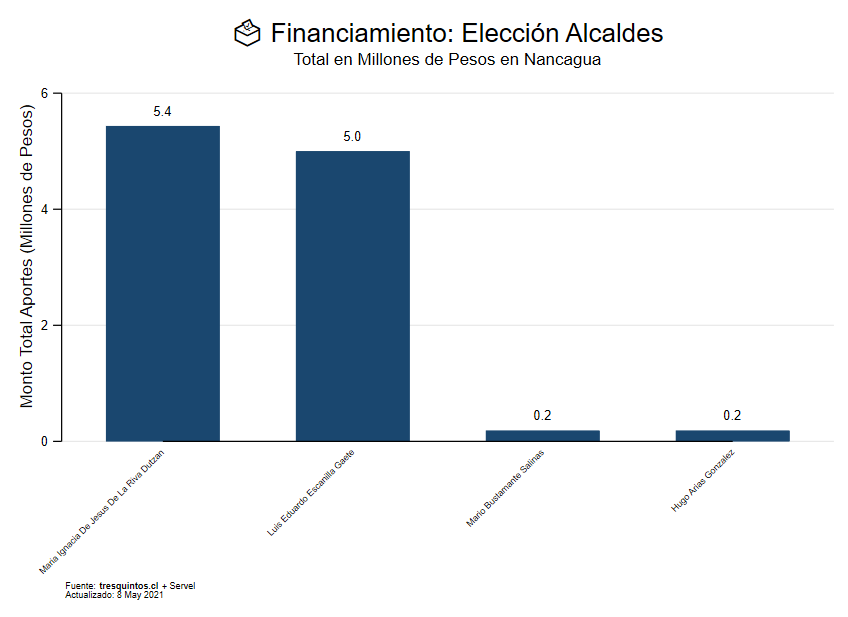 Financiamiento: Elección Alcaldes
Total en Millones de Pesos en Nancagua
Monto Total Aportes (Millones de Pesos)
6
4
2
0
5.4
5.0
0.2
0.2
Maria Ignacia De Jesus De La Riva Dutzan
Luis Eduardo Escanilla Gaete
Mario Bustamante Salinas
Hugo Arias Gonzalez
Fuente: tresquintos.cl + Servel
Actualizado: 8 May 2021